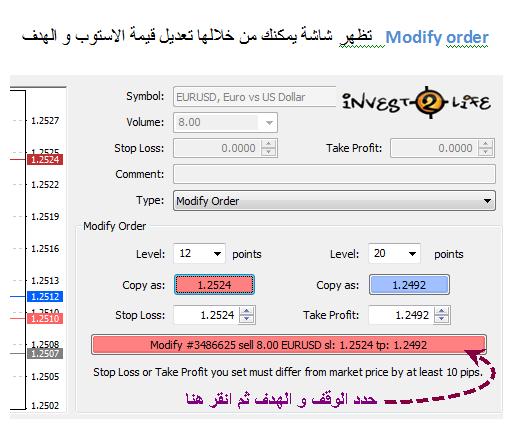 Modify order تظهر شاشة يمكنك من خلالها تعديل قيمة الاستوب و الهدف
Symbol: EURUSD, Euro vs US Dollar
INVEST 2 LIFE
Volume: 8.00
Stop Loss: 0.0000 Take Profit: 0.0000
Comment:
Type: Modify Order
Modify Order
Level: 12 points Level: 20 points
Copy as: 1.2524 Copy as: 1.2492
Stop Loss: 1.2524 Take Profit: 1.2492
Modify #3486625 sell 8.00 EURUSD sl: 1.2524 tp: 1.2492
Stop Loss or Take Profit you set must differ from market price by at least 10 pips.
حدد الوقف و الهدف ثم انقر هنا
1.2527
1.2524
1.2522
1.2519
1.2516
1.2513
1.2512
1.2510
1.2508
1.2507
1.2505
1.2502